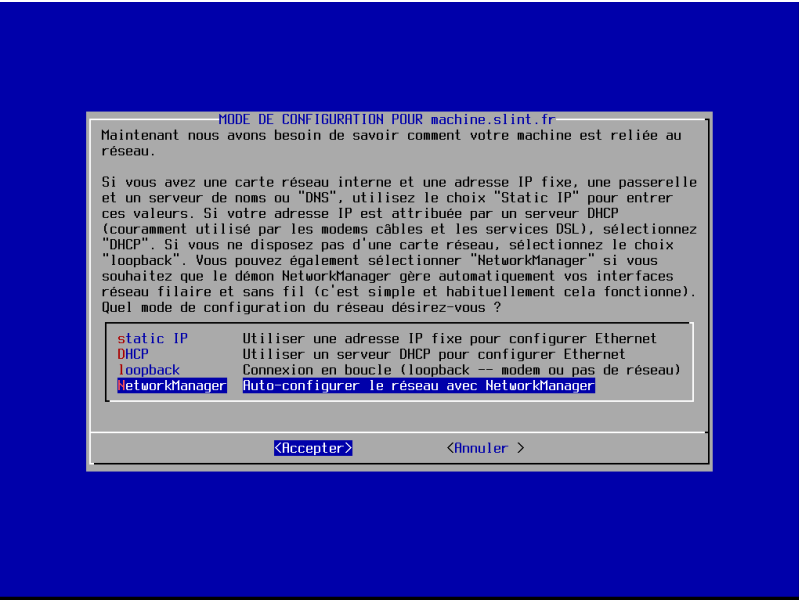 MODE DE CONFIGURATION POUR machine.slint.fr
Maintenant nous avons besoin de savoir comment votre machine est reliée au
réseau.
Si vous avez une carte réseau interne et une adresse IP fixe, une passerelle
et un serveur de noms ou "DNS", utilisez le choix "Static IP" pour entrer
ces valeurs. Si votre adresse IP est attribuée par un serveur DHCP
(couramment utilisé par les modems câbles et les services DSL), sélectionnez
"DHCP". Si vous ne disposez pas d'une carte réseau, sélectionnez le choix
"loopback". Vous pouvez également sélectionner "NetworkManager" si vous
souhaitez que le démon NetworkManager gère automatiquement vos interfaces
réseau filaire et sans fil (c'est simple et habituellement cela fonctionne).
Quel mode de configuration du réseau désirez-vous ?
static IP Utiliser une adresse IP fixe pour configurer Ethernet
DHCP Utiliser un serveur DHCP pour configurer Ethernet
loopback Connexion en boucle (loopback -- modem ou pas de réseau)
NetworkManager Auto-configurer le réseau avec NetworkManager
<Accepter> <Annuler >